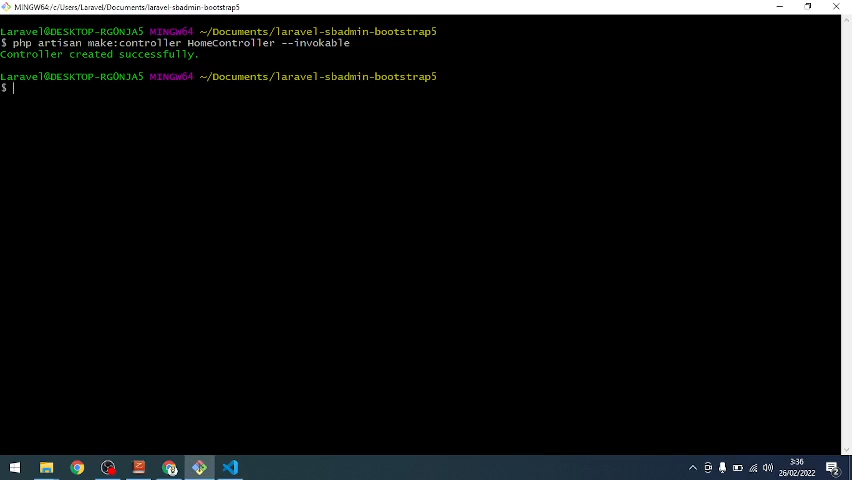 MINGW64:/c/Users/Laravel/Documents/laravel-sbadmin-bootstrap5
Laravel@DESKTOP-RG0NJA5 MINGW64 ~/Documents/laravel-sbadmin-bootstrap5
$ php artisan make:controller HomeController --invokable
Controller created successfully.
Laravel@DESKTOP-RG0NJA5 MINGW64 ~/Documents/laravel-sbadmin-bootstrap5
$
3:36
26/02/2022
2